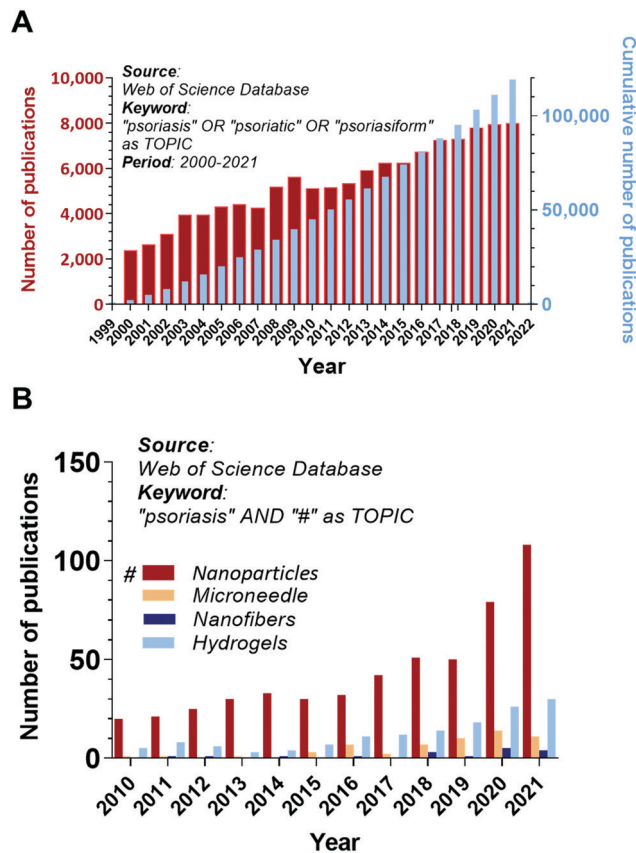 A
Number of publications
10,000
8,000
6,000
4,000
2,000
0
Source:
Web of Science Database
Keyword:
"psoriasis" OR "psoriatic" OR "psoriasiform"
as TOPIC
Period: 2000-2021
100,000
50,000
0
Cumulative number of
publications
1999
2000
2001
2002
2003
2004
2005
2006
2007
2008
2009
2010
2011
2012
2013
2014
2015
2016
2017
2018
2019
2020
2021
2022
Year
B
Number of publications
150
100
50
0
Source:
Web of Science Database
Keyword:
"psoriasis" AND "#" as TOPIC
# Nanoparticles
Microneedle
Nanofibers
Hydrogels
2010
2011
2012
2013
2014
2015
2016
2017
2018
2019
2020
2021
Year